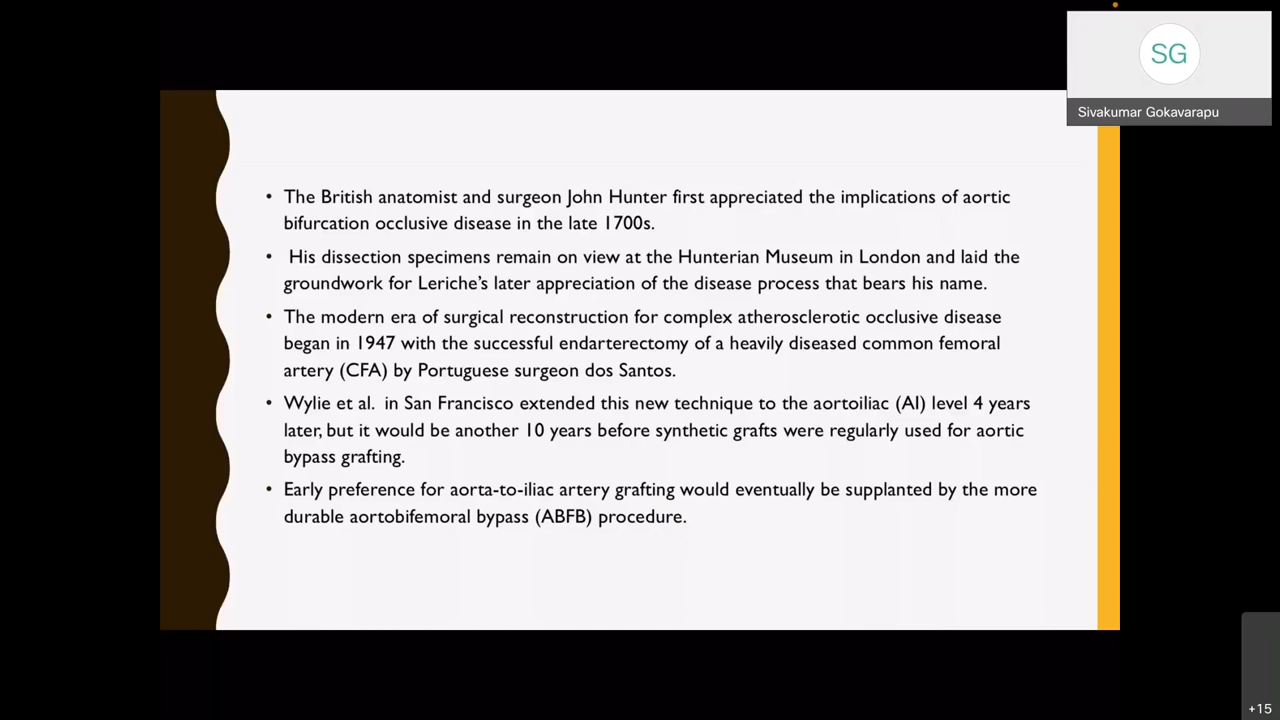 SG
Sivakumar Gokavarapu
• The British anatomist and surgeon John Hunter first appreciated the implications of aortic
bifurcation occlusive disease in the late 1700s.
• His dissection specimens remain on view at the Hunterian Museum in London and laid the
groundwork for Leriche’s later appreciation of the disease process that bears his name.
• The modern era of surgical reconstruction for complex atherosclerotic occlusive disease
began in 1947 with the successful endarterectomy of a heavily diseased common femoral
artery (CFA) by Portuguese surgeon dos Santos.
• Wylie et al. in San Francisco extended this new technique to the aortoiliac (AI) level 4 years
later, but it would be another 10 years before synthetic grafts were regularly used for aortic
bypass grafting.
• Early preference for aorta-to-iliac artery grafting would eventually be supplanted by the more
durable aortobifemoral bypass (ABFB) procedure.
+15